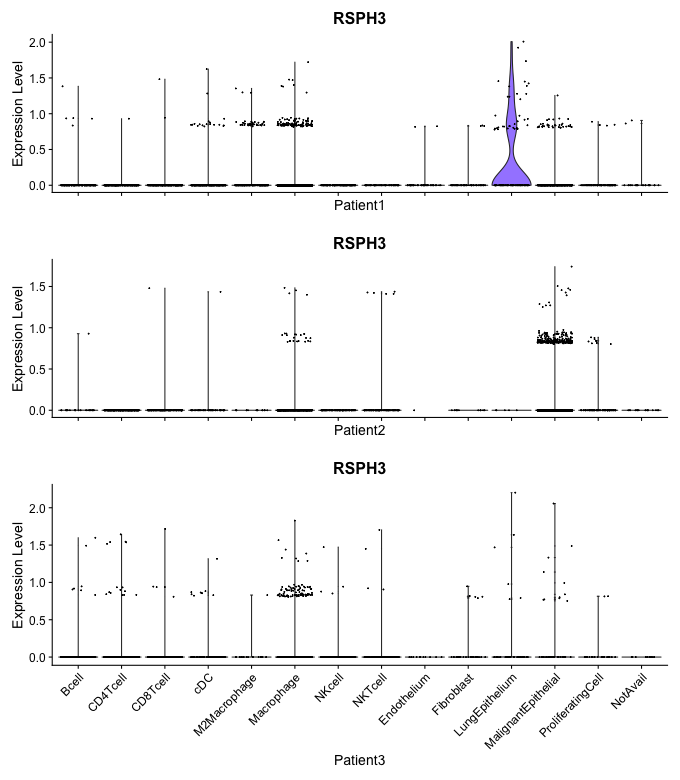 RSPH3
Expression Level
2.0
1.5
1.0
0.5
0.0
Patient1
RSPH3
Expression Level
1.5
1.0
0.5
0.0
Patient2
RSPH3
Expression Level
2.0
1.5
1.0
0.5
0.0
Bcell
CD4Tcell
CD8Tcell
cDC
M2Macrophage
Macrophage
NKcell
NKTcell
Endothelium
Fibroblast
LungEpithelium
MalignantEpithelial
ProliferatingCell
NotAvail
Patient3